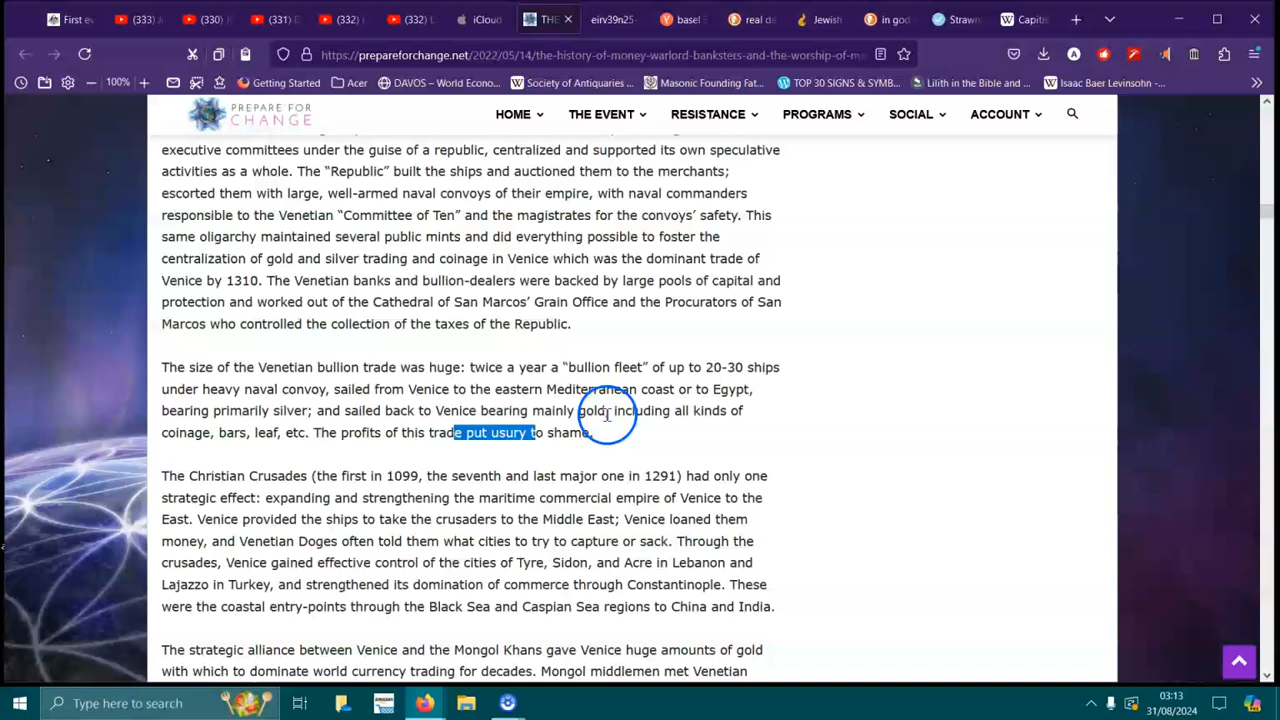 First ev
(333) J
(330) J
(331) D
(332)
(332) L
iCloud
THE
eirv39n25-
basel 3
real da
Jewish
in god
Strawn
Capitis
https://prepareforchange.net/2022/05/14/the-history-of-money-warlord-banksters-and-the-worship-of-m
100%
Getting Started
Acer
DAVOS – World Econo...
Society of Antiquaries ...
Masonic Founding Fat...
TOP 30 SIGNS & SYMB...
Lilith in the Bible and ...
Isaac Baer Levinsohn -...
PREPARE FOR
CHANGE
HOME
THE EVENT
RESISTANCE
PROGRAMS
SOCIAL
ACCOUNT
executive committees under the guise of a republic, centralized and supported its own speculative
activities as a whole. The “Republic” built the ships and auctioned them to the merchants;
escorted them with large, well-armed naval convoys of their empire, with naval commanders
responsible to the Venetian “Committee of Ten” and the magistrates for the convoys’ safety. This
same oligarchy maintained several public mints and did everything possible to foster the
centralization of gold and silver trading and coinage in Venice which was the dominant trade of
Venice by 1310. The Venetian banks and bullion-dealers were backed by large pools of capital and
protection and worked out of the Cathedral of San Marcos’ Grain Office and the Procurators of San
Marcos who controlled the collection of the taxes of the Republic.
The size of the Venetian bullion trade was huge: twice a year a “bullion fleet” of up to 20-30 ships
under heavy naval convoy, sailed from Venice to the eastern Mediterranean coast or to Egypt,
bearing primarily silver; and sailed back to Venice bearing mainly gold, including all kinds of
coinage, bars, leaf, etc. The profits of this trade put usury to shame.
The Christian Crusades (the first in 1099, the seventh and last major one in 1291) had only one
strategic effect: expanding and strengthening the maritime commercial empire of Venice to the
East. Venice provided the ships to take the crusaders to the Middle East; Venice loaned them
money, and Venetian Doges often told them what cities to try to capture or sack. Through the
crusades, Venice gained effective control of the cities of Tyre, Sidon, and Acre in Lebanon and
Lajazzo in Turkey, and strengthened its domination of commerce through Constantinople. These
were the coastal entry-points through the Black Sea and Caspian Sea regions to China and India.
The strategic alliance between Venice and the Mongol Khans gave Venice huge amounts of gold
with which to dominate world currency trading for decades. Mongol middlemen met Venetian
Type here to search
03:13
31/08/2024